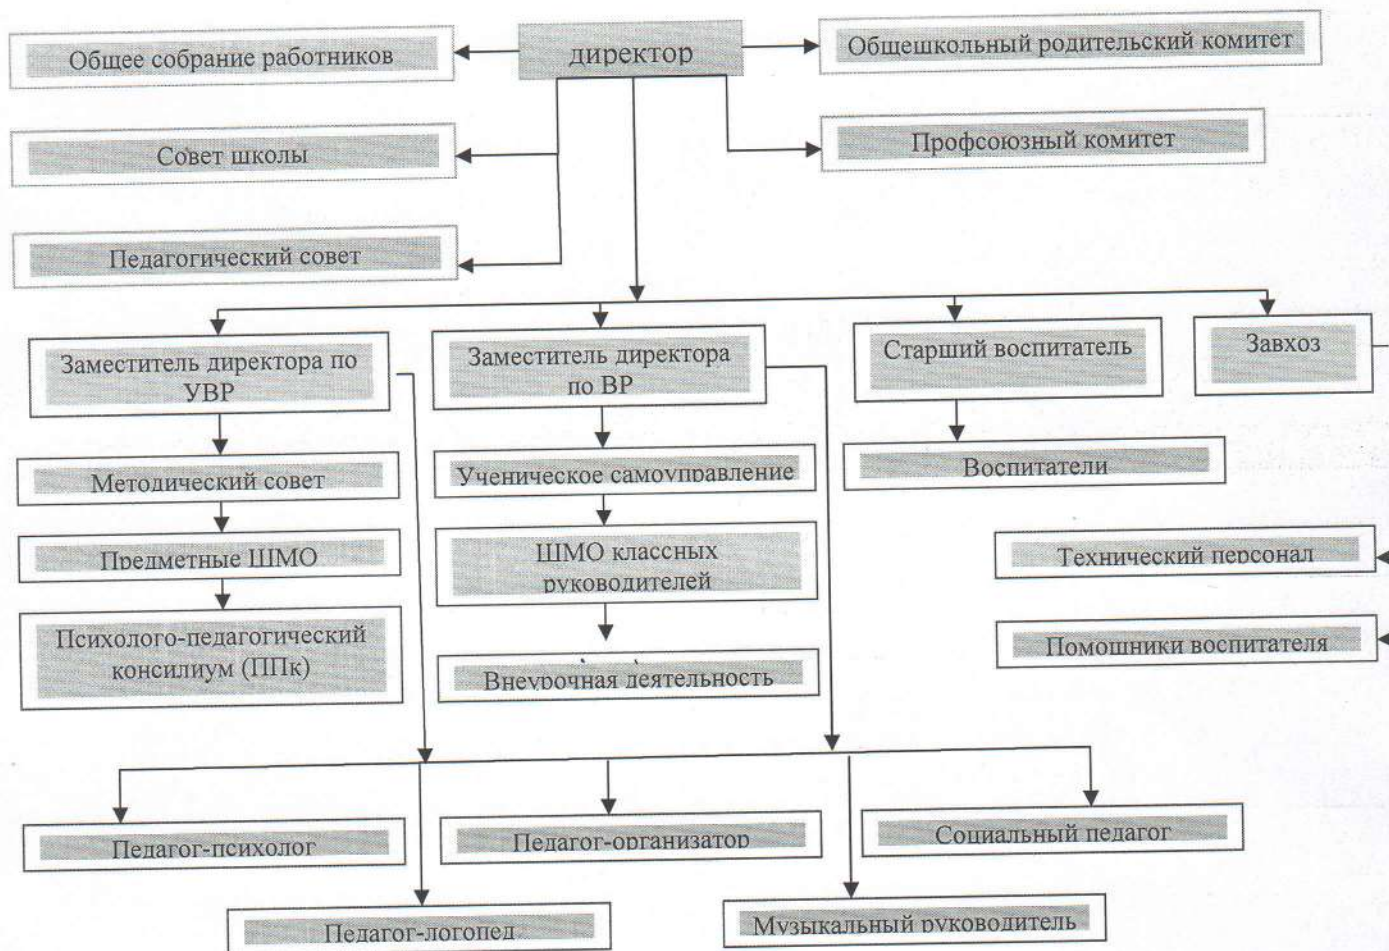 директор
Общее собрание работников
Общешкольный родительский комитет
Совет школы
Профсоюзный комитет
Педагогический совет
Заместитель директора по
УВР
Заместитель директора
по ВР
Старший воспитатель
Завхоз
Методический совет
Ученическое самоуправление
Воспитатели
Предметные ШМО
ШМО классных
руководителей
Технический персонал
Психолого-педагогический
консилиум (ППк)
Внеурочная деятельность
Помошники воспитателя
Педагог-психолог
Педагог-организатор
Социальный педагог
Педагог-логопед
Музыкальный руководитель